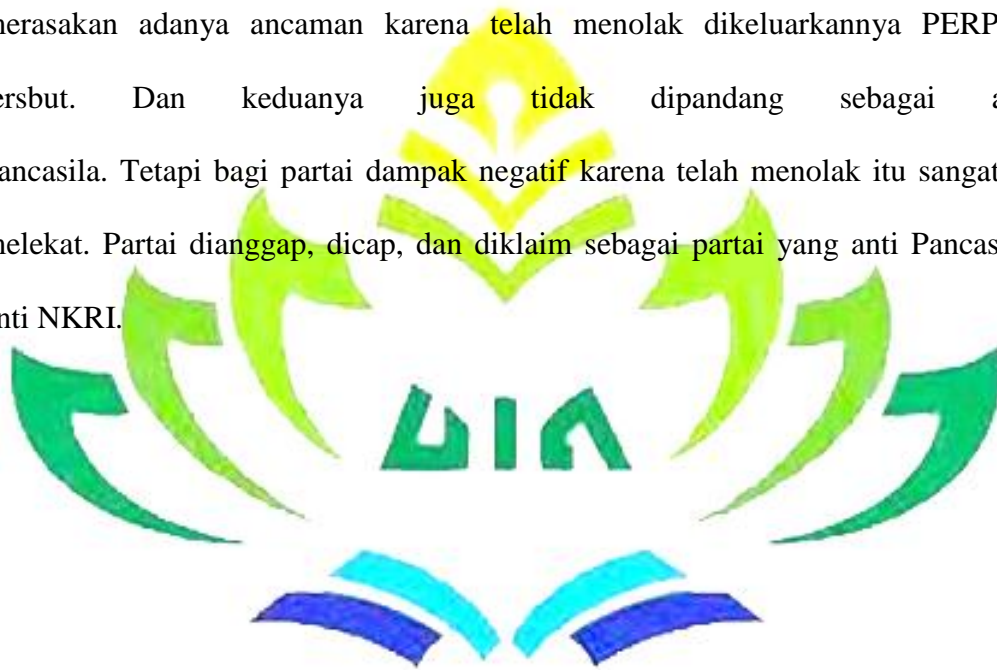 nerasakan adanya ancaman karena telah menolak dikeluarkannya PERP
ersbut. Dan keduanya juga tidak dipandang sebagai a
ancasila. Tetapi bagi partai dampak negatif karena telah menolak itu sangat
nelekat. Partai dianggap, dicap, dan diklaim sebagai partai yang anti Pancas
nti NKRI.
UIN